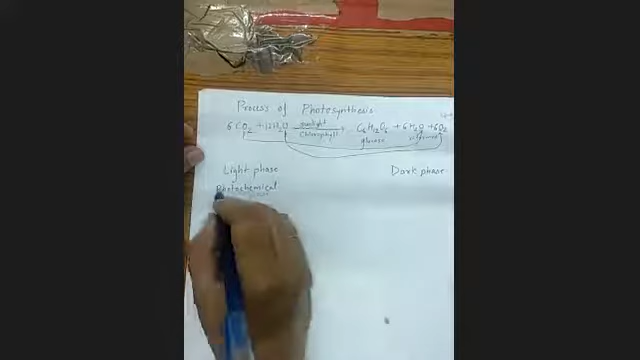 Process of Photosynthesis
6CO₂ + 12H₂O sunlight Chlorophyll C₆H₁₂O₆ + 6H₂O + 6O₂
glucose
Light phase Dark phase
Photochemical